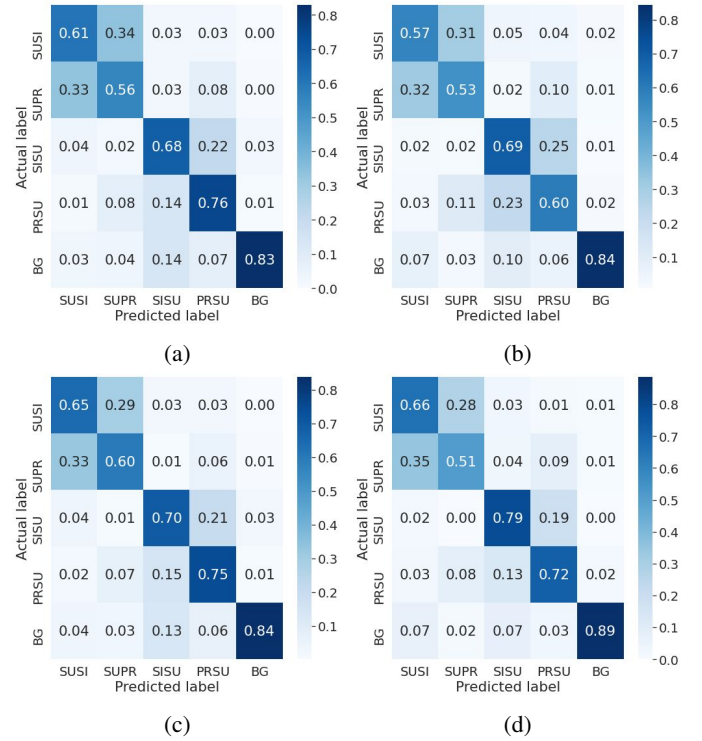 SUSI 0.61 0.34 0.03 0.03 0.00
SUPR 0.33 0.56 0.03 0.08 0.00
SISU 0.04 0.02 0.68 0.22 0.03
PRSU 0.01 0.08 0.14 0.76 0.01
BG 0.03 0.04 0.14 0.07 0.83
SUSI SUPR SISU PRSU BG
Predicted label
Actual label
0.8
0.7
0.6
0.5
0.4
0.3
0.2
0.1
0.0
(a)
SUSI 0.57 0.31 0.05 0.04 0.02
SUPR 0.32 0.53 0.02 0.10 0.01
SISU 0.02 0.02 0.69 0.25 0.01
PRSU 0.03 0.11 0.23 0.60 0.02
BG 0.07 0.03 0.10 0.06 0.84
SUSI SUPR SISU PRSU BG
Predicted label
Actual label
0.8
0.7
0.6
0.5
0.4
0.3
0.2
0.1
(b)
SUSI 0.65 0.29 0.03 0.03 0.00
SUPR 0.33 0.60 0.01 0.06 0.01
SISU 0.04 0.01 0.70 0.21 0.03
PRSU 0.02 0.07 0.15 0.75 0.01
BG 0.04 0.03 0.13 0.06 0.84
SUSI SUPR SISU PRSU BG
Predicted label
Actual label
0.8
0.7
0.6
0.5
0.4
0.3
0.2
0.1
(c)
SUSI 0.66 0.28 0.03 0.01 0.01
SUPR 0.35 0.51 0.04 0.09 0.01
SISU 0.02 0.00 0.79 0.19 0.00
PRSU 0.03 0.08 0.13 0.72 0.02
BG 0.07 0.02 0.07 0.03 0.89
SUSI SUPR SISU PRSU BG
Predicted label
Actual label
0.8
0.6
0.4
0.2
0.0
(d)